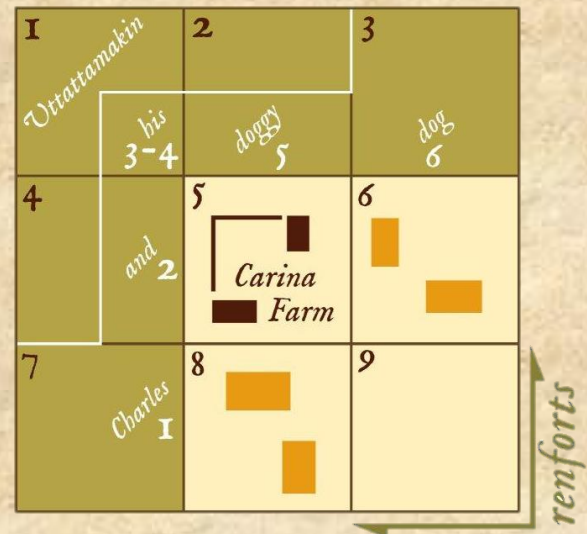 1
2
3
Uttattamakin
his
3-4
doggy
5
dog
6
4
5
6
and
2
Carina
Farm
7
8
9
Charles
1
renforts